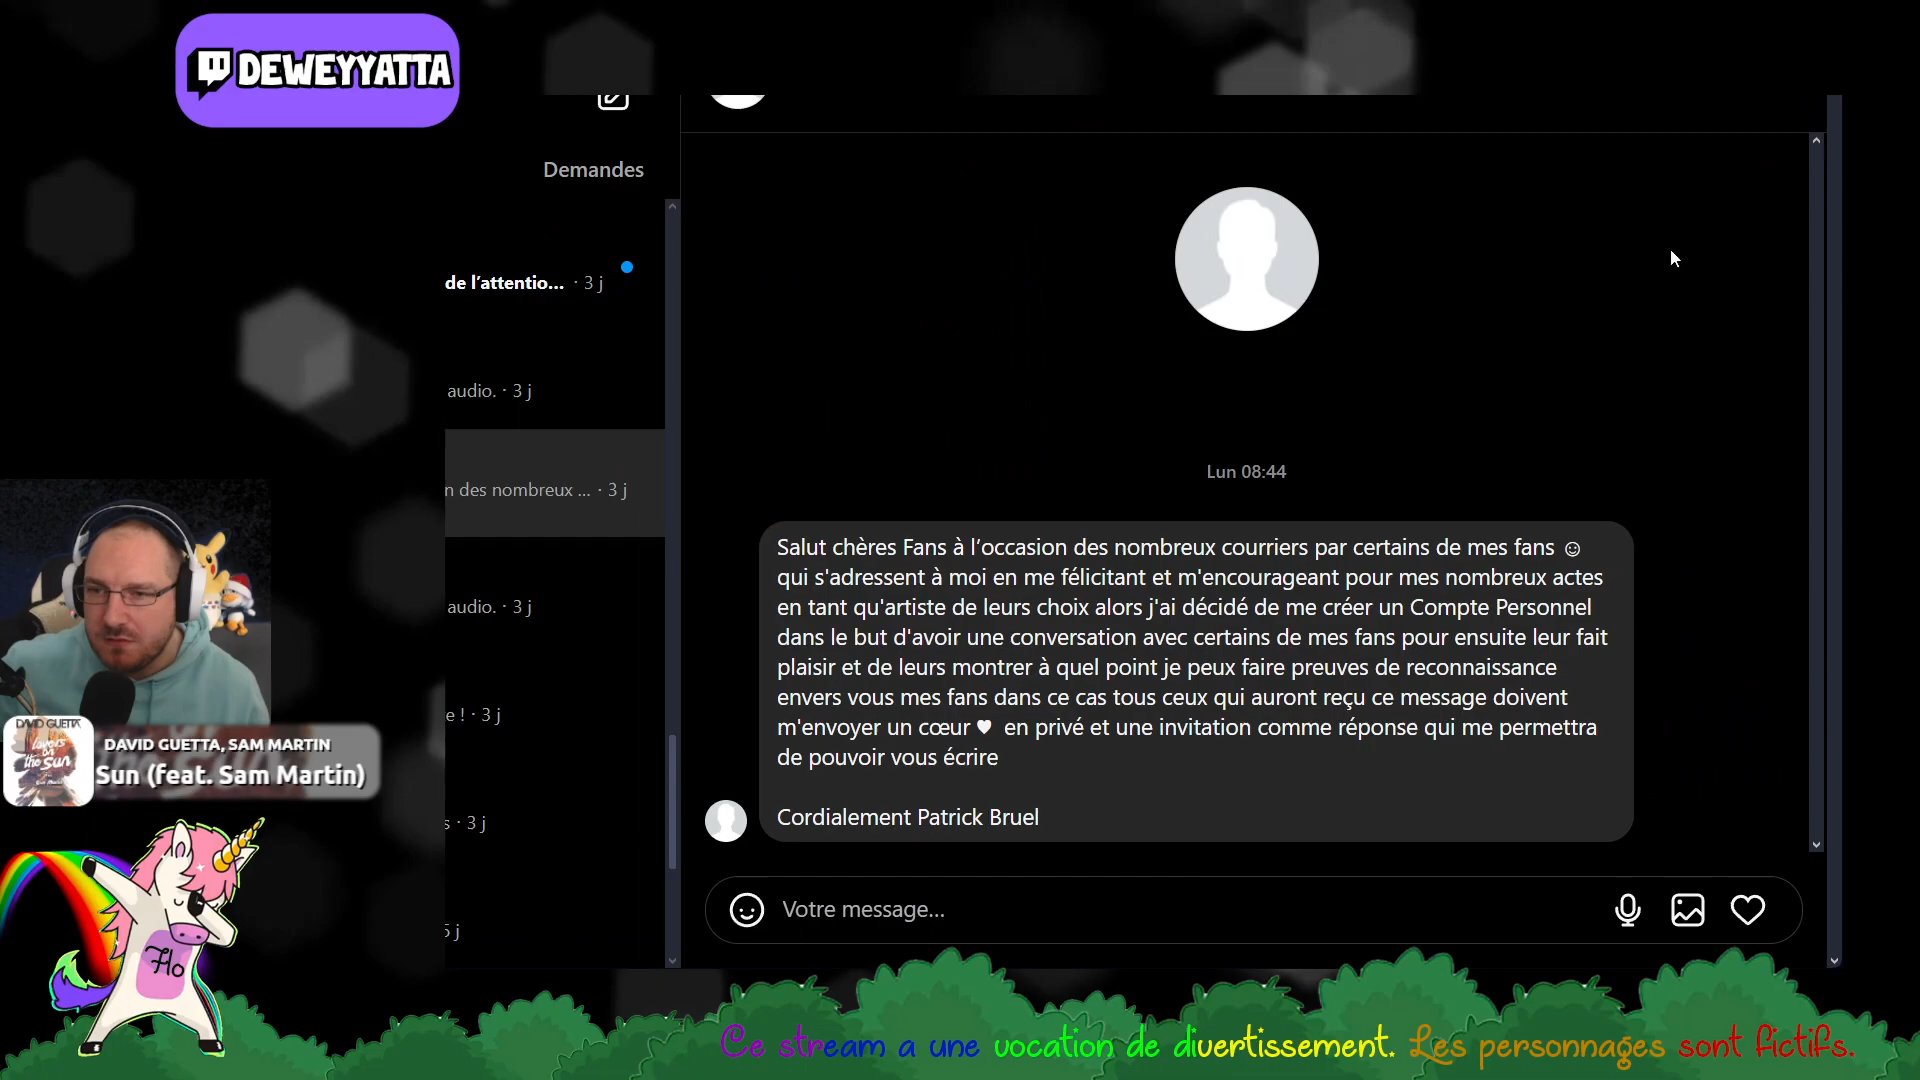 DEWEYYATTA
Demandes
de l'attentio... · 3 j
audio. · 3 j
n des nombreux ... · 3 j
audio. · 3 j
e ! · 3 j
s · 3 j
j
Lun 08:44
Salut chères Fans à l'occasion des nombreux courriers par certains de mes fans ☺
qui s'adressent à moi en me félicitant et m'encourageant pour mes nombreux actes
en tant qu'artiste de leurs choix alors j'ai décidé de me créer un Compte Personnel
dans le but d'avoir une conversation avec certains de mes fans pour ensuite leur fait
plaisir et de leurs montrer à quel point je peux faire preuves de reconnaissance
envers vous mes fans dans ce cas tous ceux qui auront reçu ce message doivent
m'envoyer un cœur ♥ en privé et une invitation comme réponse qui me permettra
de pouvoir vous écrire
Cordialement Patrick Bruel
Votre message...
DAVID GUETTA
lovers
on
the Sun
DAVID GUETTA, SAM MARTIN
Sun (feat. Sam Martin)
Flo
Ce stream a une vocation de divertissement. Les personnages sont fictifs.